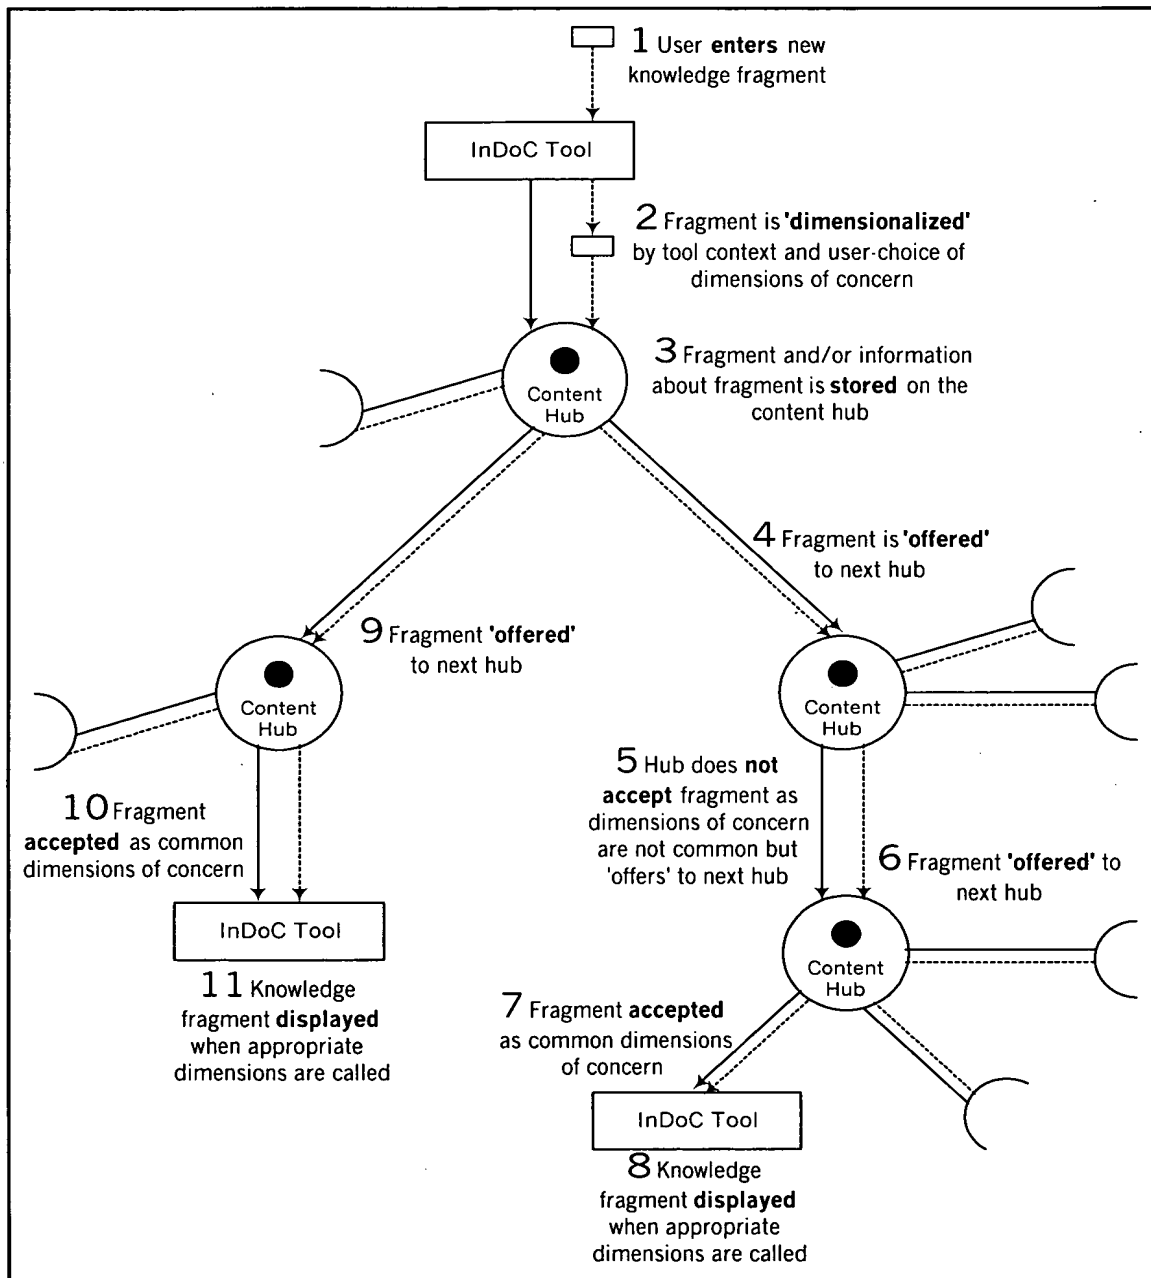 1 User enters new
knowledge fragment
InDoC Tool
2 Fragment is 'dimensionalized'
by tool context and user-choice of
dimensions of concern
3 Fragment and/or information
about fragment is stored on the
content hub
Content
Hub
4 Fragment is 'offered'
to next hub
9 Fragment 'offered'
to next hub
Content
Hub
Content
Hub
5 Hub does not
accept fragment as
dimensions of concern
are not common but
'offers' to next hub
10 Fragment
accepted as common
dimensions of concern
6 Fragment 'offered' to
next hub
InDoC Tool
11 Knowledge
fragment displayed
when appropriate
dimensions are called
Content
Hub
7 Fragment accepted
as common dimensions
of concern
InDoC Tool
8 Knowledge
fragment displayed
when appropriate
dimensions are called